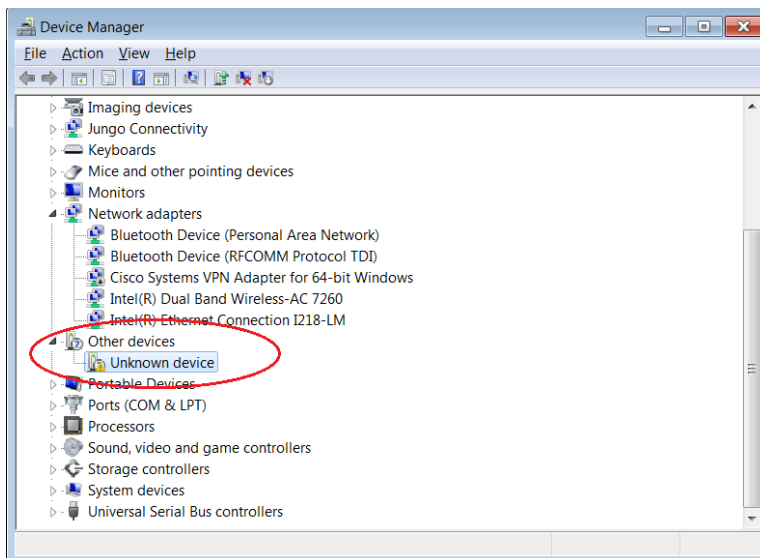 Device Manager
File Action View Help
Imaging devices
Jungo Connectivity
Keyboards
Mice and other pointing devices
Monitors
Network adapters
Bluetooth Device (Personal Area Network)
Bluetooth Device (RFCOMM Protocol TDI)
Cisco Systems VPN Adapter for 64-bit Windows
Intel(R) Dual Band Wireless-AC 7260
Intel(R) Ethernet Connection I218-LM
Other devices
Unknown device
Portable Devices
Ports (COM & LPT)
Processors
Sound, video and game controllers
Storage controllers
System devices
Universal Serial Bus controllers